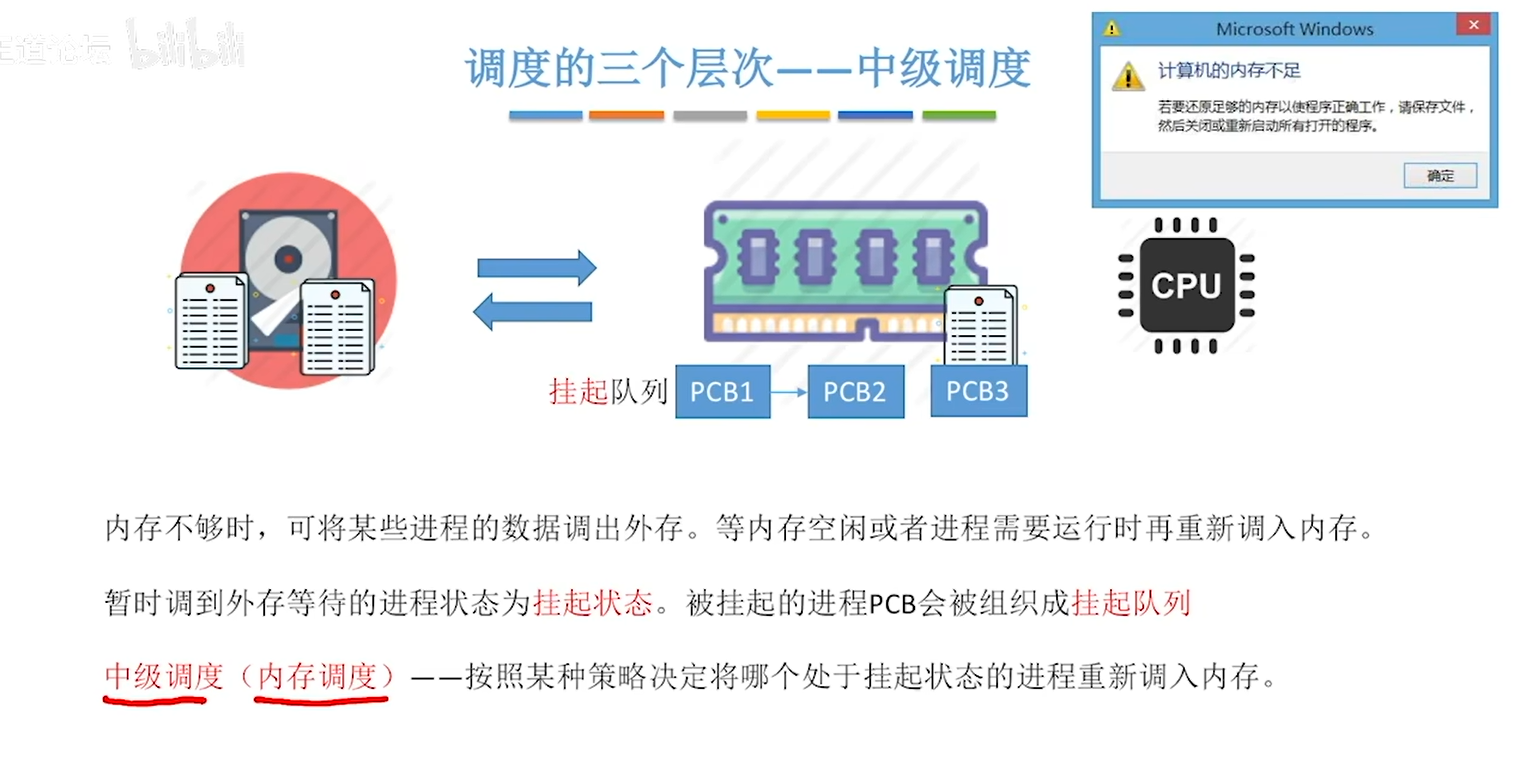 王道论坛 bilibili
调度的三个层次——中级调度
Microsoft Windows
计算机的内存不足
若要还原足够的内存以使程序正确工作，请保存文件，
然后关闭或重新启动所有打开的程序。
确定
CPU
挂起队列 PCB1 PCB2 PCB3
内存不够时，可将某些进程的数据调出外存。等内存空闲或者进程需要运行时再重新调入内存。
暂时调到外存等待的进程状态为挂起状态。被挂起的进程PCB会被组织成挂起队列
中级调度（内存调度）——按照某种策略决定将哪个处于挂起状态的进程重新调入内存。